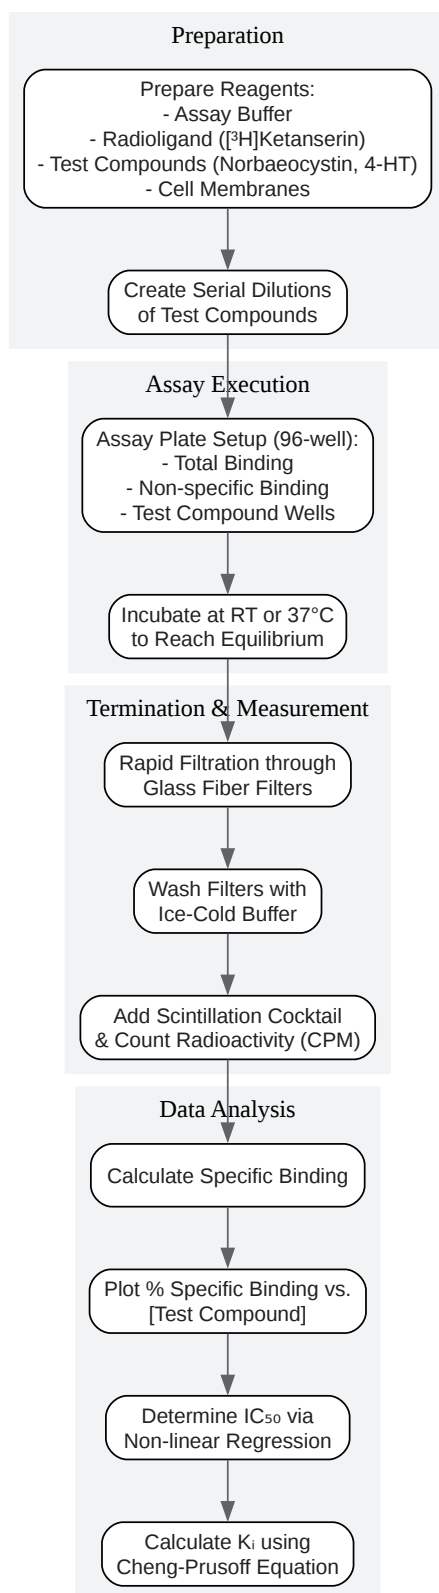 Preparation
Prepare Reagents:
- Assay Buffer
- Radioligand ([³H]Ketanserin)
- Test Compounds (Norbaeocystin, 4-HT)
- Cell Membranes
Create Serial Dilutions
of Test Compounds
Assay Execution
Assay Plate Setup (96-well):
- Total Binding
- Non-specific Binding
- Test Compound Wells
Incubate at RT or 37°C
to Reach Equilibrium
Termination & Measurement
Rapid Filtration through
Glass Fiber Filters
Wash Filters with
Ice-Cold Buffer
Add Scintillation Cocktail
& Count Radioactivity (CPM)
Data Analysis
Calculate Specific Binding
Plot % Specific Binding vs.
[Test Compound]
Determine IC₅₀ via
Non-linear Regression
Calculate Kᵢ using
Cheng-Prusoff Equation